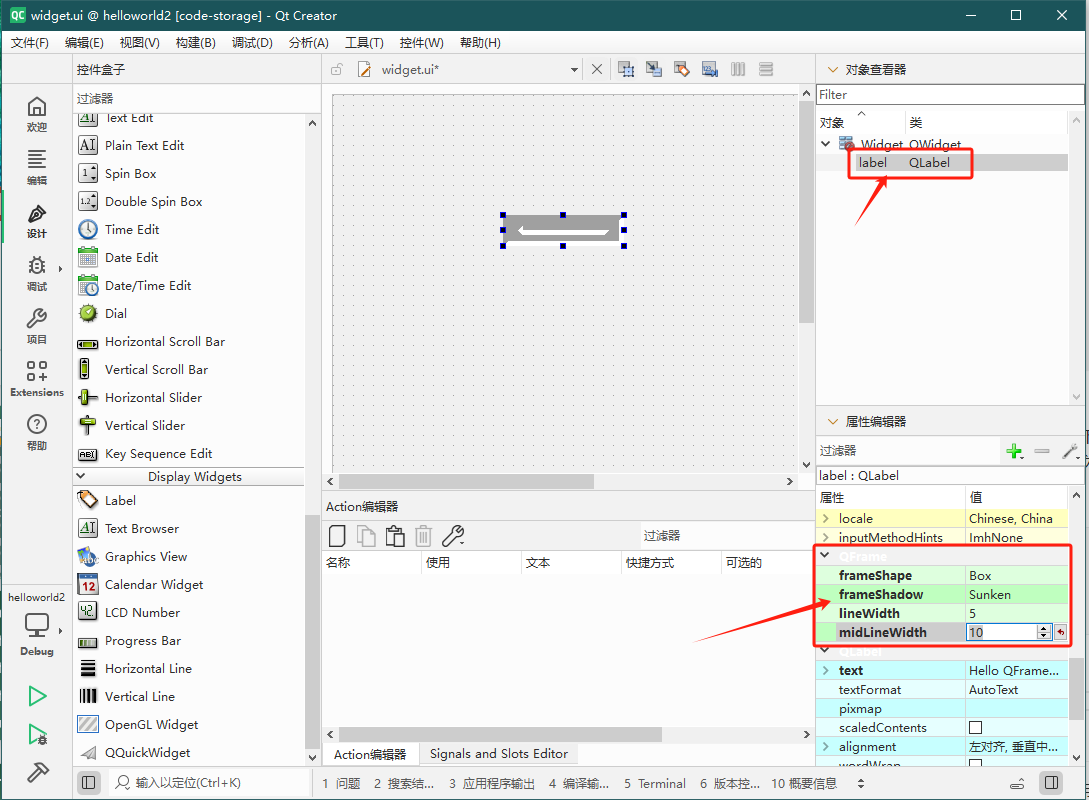 QC widget.ui @ helloworld2 [code-storage] - Qt Creator
文件(F) 编辑(E) 视图(V) 构建(B) 调试(D) 分析(A) 工具(T) 控件(W) 帮助(H)
欢迎
编辑
设计
调试
项目
Extensions
帮助
helloworld2
Debug
控件盒子
过滤器
Text Edit
Plain Text Edit
Spin Box
Double Spin Box
Time Edit
Date Edit
Date/Time Edit
Dial
Horizontal Scroll Bar
Vertical Scroll Bar
Horizontal Slider
Vertical Slider
Key Sequence Edit
Display Widgets
Label
Text Browser
Graphics View
Calendar Widget
LCD Number
Progress Bar
Horizontal Line
Vertical Line
OpenGL Widget
QQuickWidget
widget.ui*
Action编辑器
过滤器
名称 使用 文本 快捷方式 可选的
Action编辑器 Signals and Slots Editor
对象查看器
Filter
对象 类
Widget QWidget
label QLabel
属性编辑器
过滤器
label : QLabel
属性 值
locale Chinese, China
inputMethodHints ImhNone
QFrame
frameShape Box
frameShadow Sunken
lineWidth 5
midLineWidth 10
QLabel
text Hello QFrame...
textFormat AutoText
pixmap
scaledContents
alignment 左对齐, 垂直中...
wordWrap
输入以定位(Ctrl+K) 1 问题 2 搜索结... 3 应用程序输出 4 编译输... 5 Terminal 6 版本控... 10 概要信息